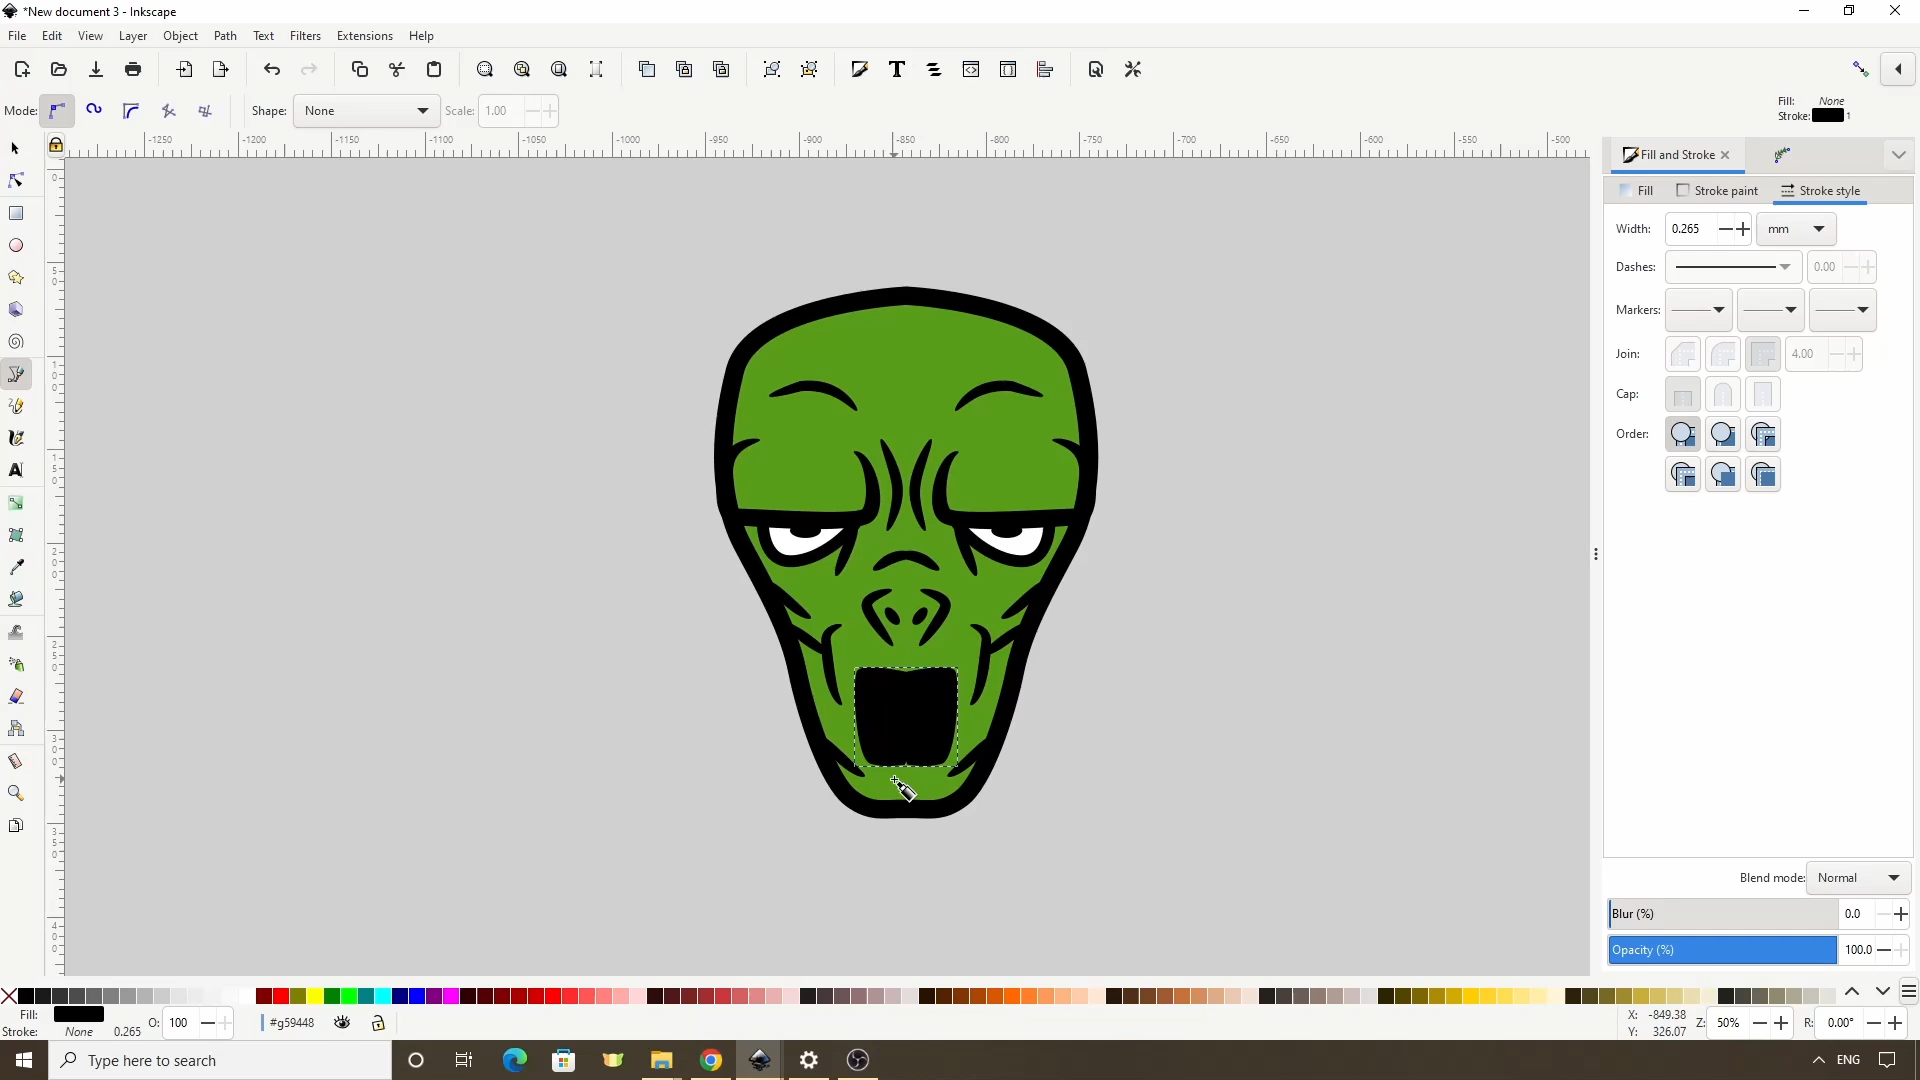 *New document 3 - Inkscape
File Edit View Layer Object Path Text Filters Extensions Help
Mode: Shape: None Scale: 1.00
Fill: None
Stroke: 1
-1250 -1200 -1150 -1100 -1050 -1000 -950 -900 -850 -800 -750 -700 -650 -600 -550 -500
Fill and Stroke
Fill Stroke paint Stroke style
Width: 0.265 mm
Dashes: 0.00
Markers:
Join: 4.00
Cap:
Order:
Blend mode: Normal
Blur (%) 0.0
Opacity (%) 100.0
Fill:
Stroke: None 0.265 O: 100 #g59448
X: -849.38
Y: 326.07
Z: 50% R: 0.00°
Type here to search
ENG